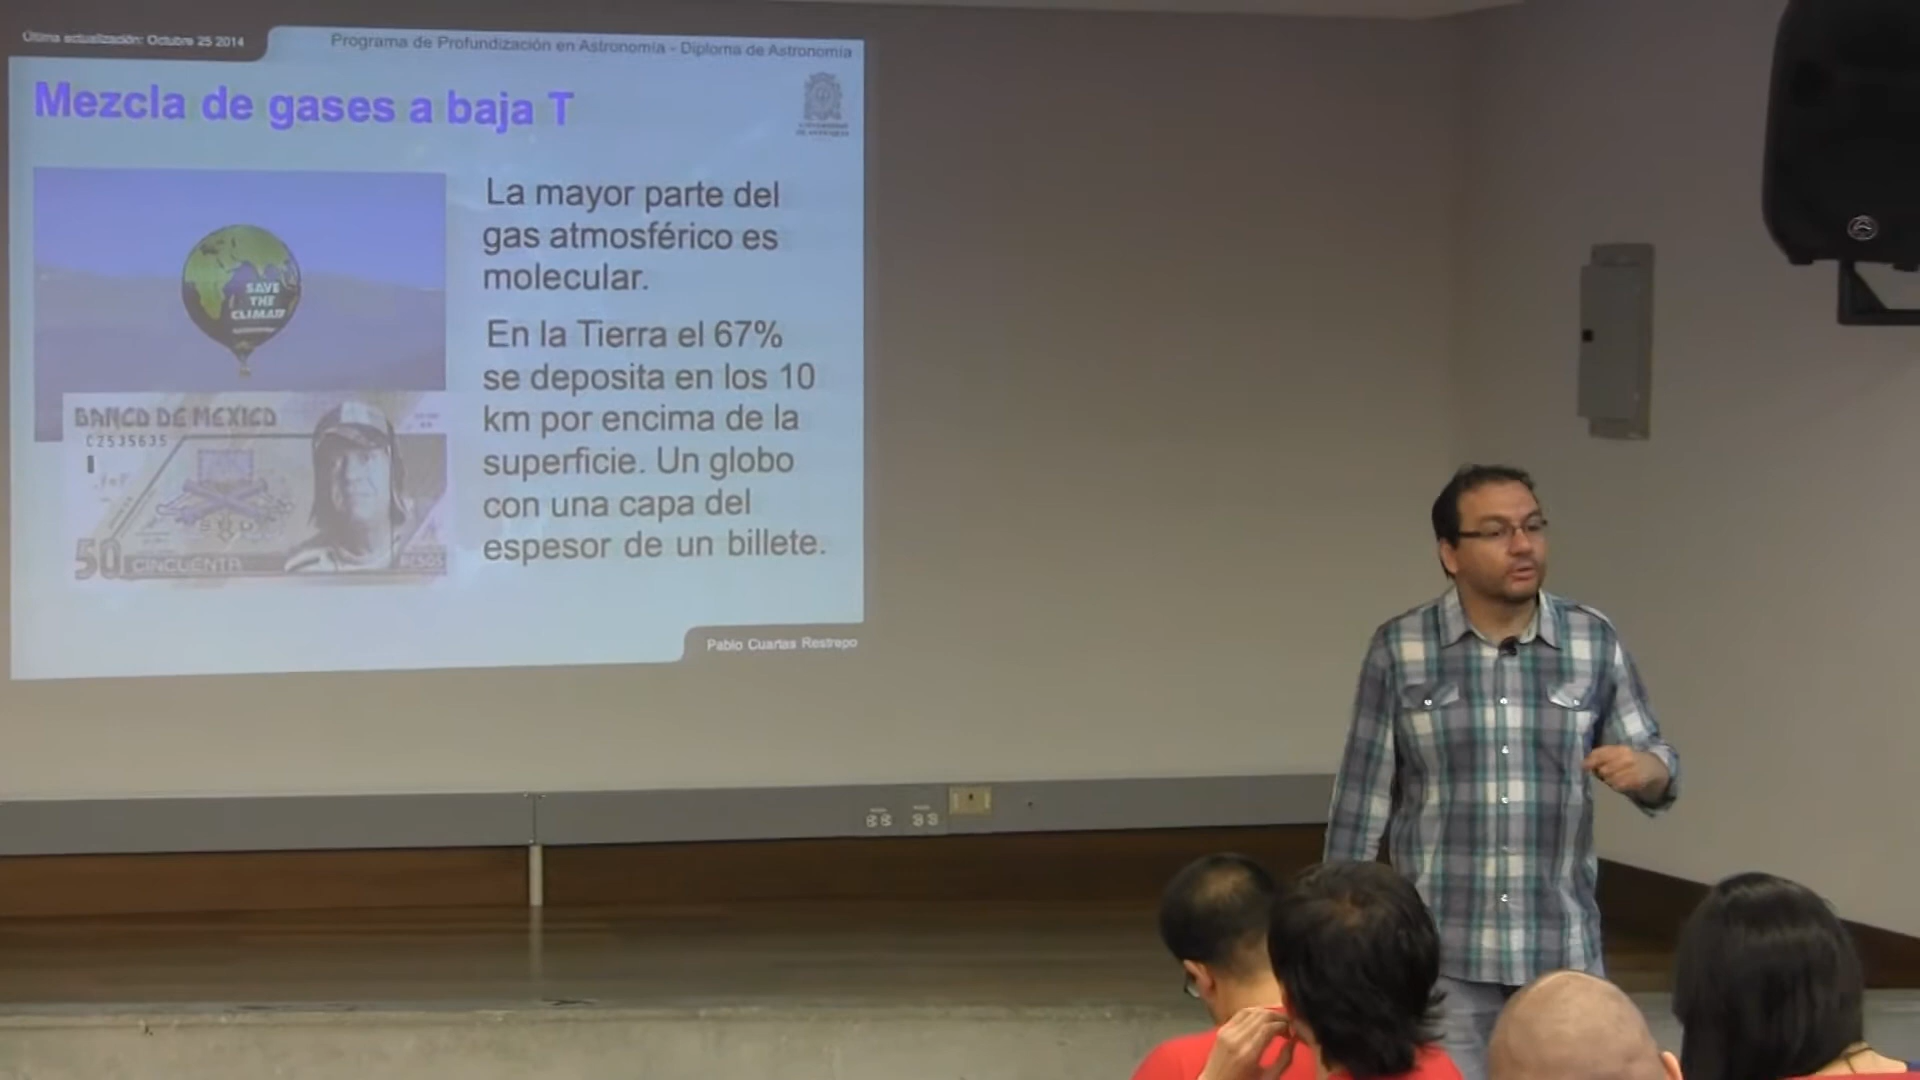 Última actualización: Octubre 25 2014
Programa de Profundización en Astronomía - Diploma de Astronomía
Mezcla de gases a baja T
La mayor parte del
gas atmosférico es
molecular.
En la Tierra el 67%
se deposita en los 10
km por encima de la
superficie. Un globo
con una capa del
espesor de un billete.
SAVE
THE
CLIMATE
BANCO DE MEXICO
50
CINCUENTA
PESOS
Pablo Cuartas Restrepo